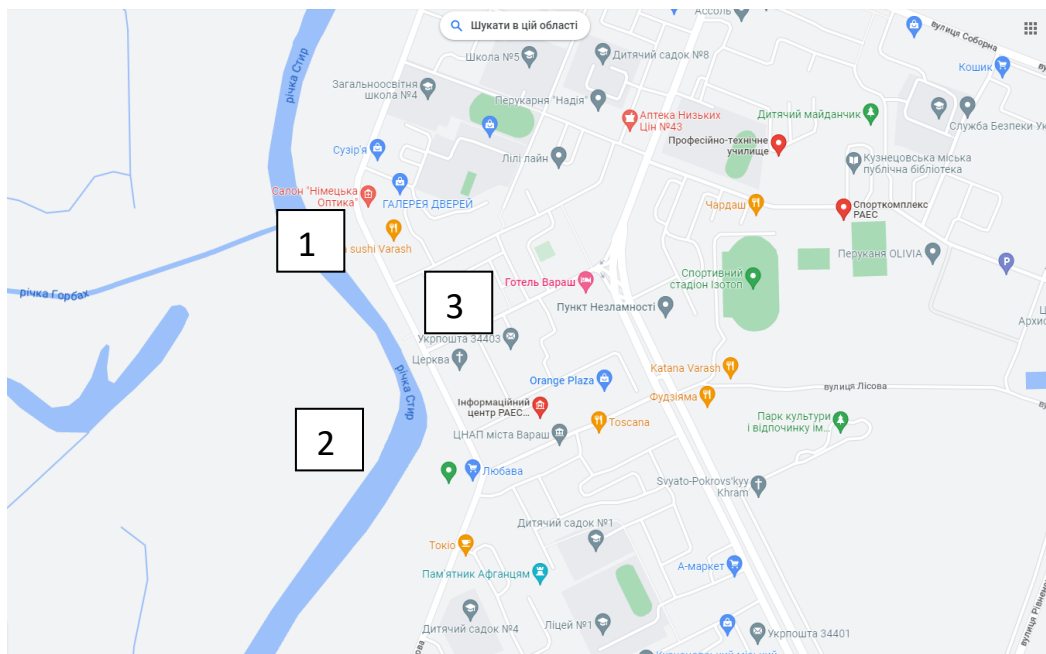 Ассоль
Шукати в цій області
вулиця Соборна
Школа №5
Дитячий садок №8
Кошик
річка Стир
Загальноосвітня
школа №4
Перукарня "Надія"
Аптека Низьких
Цін №43
Дитячий майданчик
Служба Безпеки Ук
Професійно-технічне
училище
Сузір'я
Лілі лайн
Кузнецовська міська
публічна бібліотека
Салон "Німецька
Оптика"
ГАЛЕРЕЯ ДВЕРЕЙ
Чардаш
Спорткомплекс
РАЕС
1
sushi Varash
Перуканя OLIVIA
P
річка Горбах
3
Готель Вараш
Спортивний
стадіон Ізотоп
Пункт Незламності
Ц
Архис
Укрпошта 34403
Церква
річка Стир
Orange Plaza
Katana Varash
вулиця Лісова
Інформаційний
центр РАЕС...
Фудзіяма
2
ЦНАП міста Вараш
Toscana
Парк культури
і відпочинку ім...
Любава
Svyato-Pokrovs'kyy
Khram
Дитячий садок №1
Токіо
Пам'ятник Афганцям
А-маркет
Дитячий садок №4
Ліцей №1
Укрпошта 34401
вулиця Рівнен